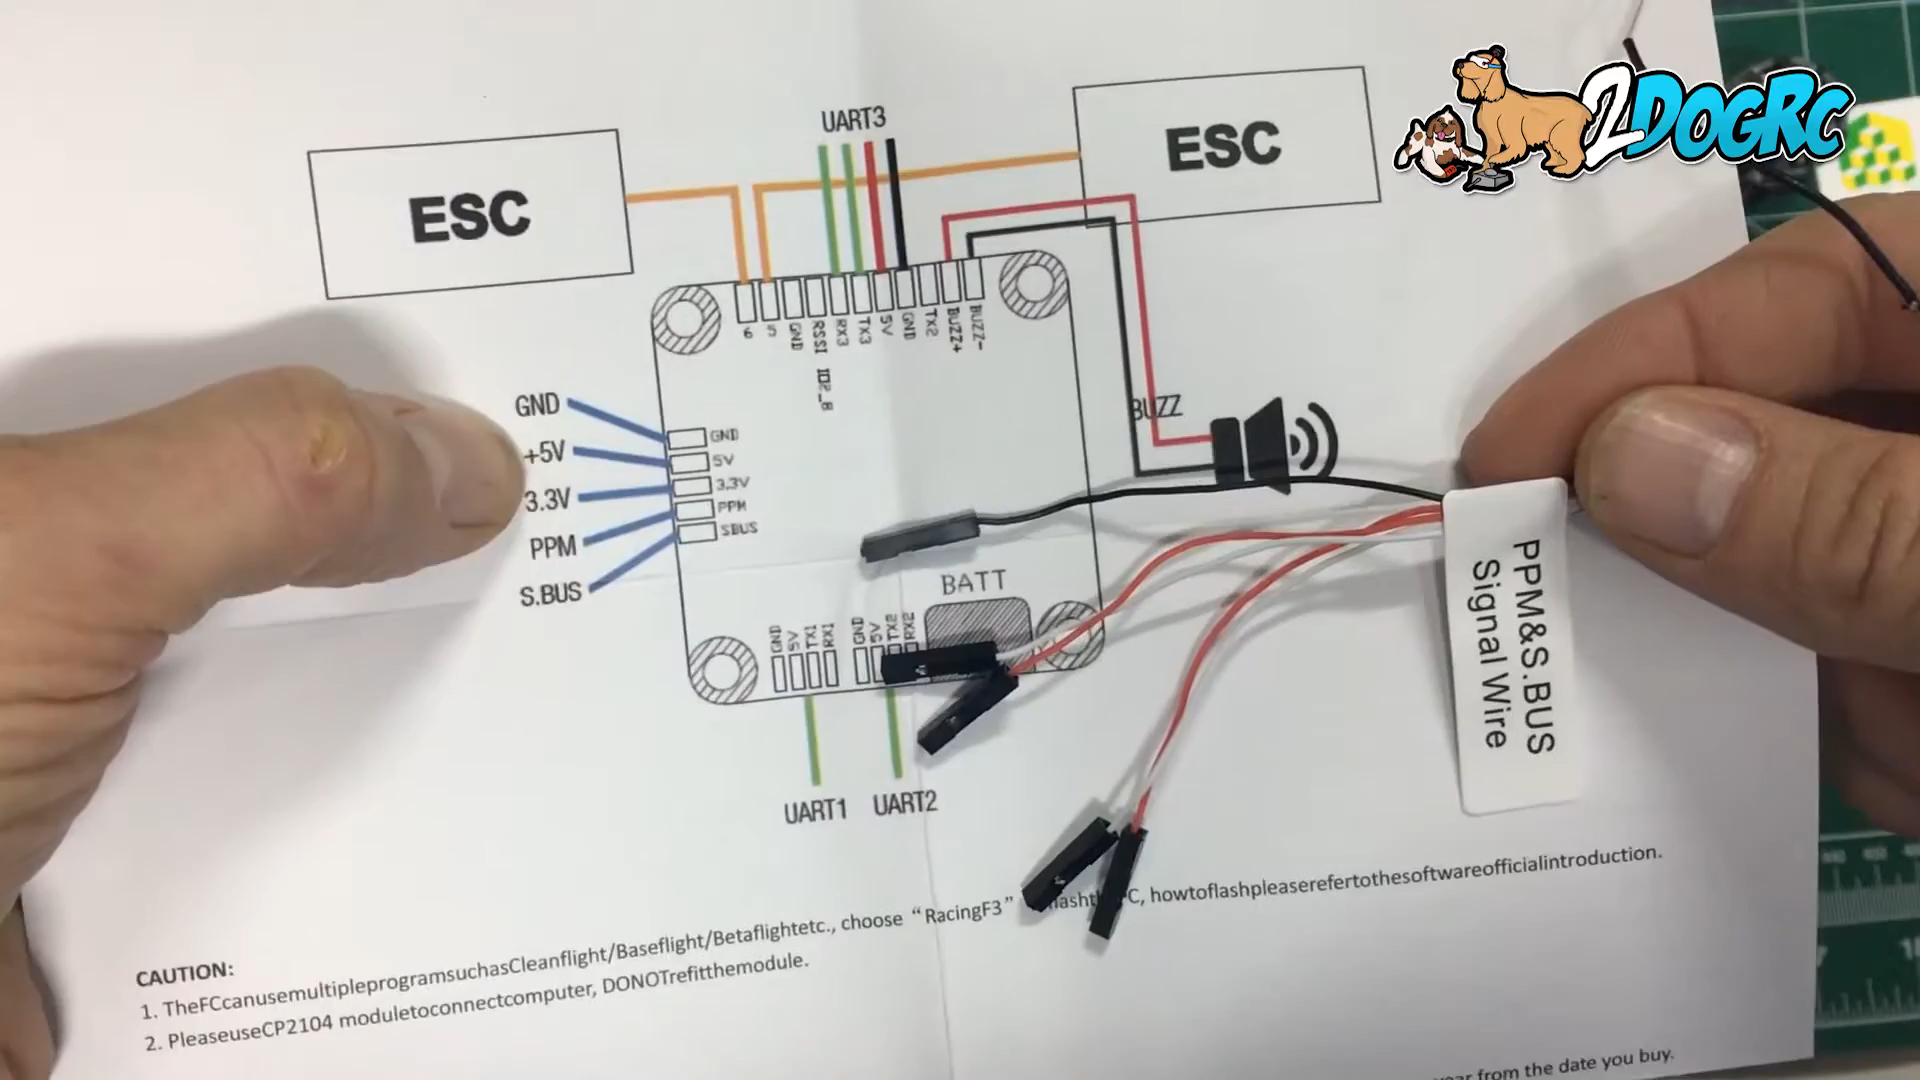 2DOGRC
UART3
ESC
ESC
6
5
GND
RSSI
IO2_8
RX3
TX3
5V
GND
TX2
BUZZ+
BUZZ-
GND
+5V
3.3V
PPM
S.BUS
GND
5V
3.3V
PPM
SBUS
BUZZ
BATT
GND
5V
TX1
RX1
GND
5V
TX2
RX2
PPM&S.BUS
Signal Wire
UART1
UART2
CAUTION:
1. TheFCcanusemultipleprogramsuchasCleanflight/Baseflight/Betaflightetc., choose “RacingF3” C, howtoflashpleaserefertothesoftwareofficialintroduction.
2. PleaseuseCP2104 moduletoconnectcomputer, DONOTrefitthemodule.
from the date you buy.